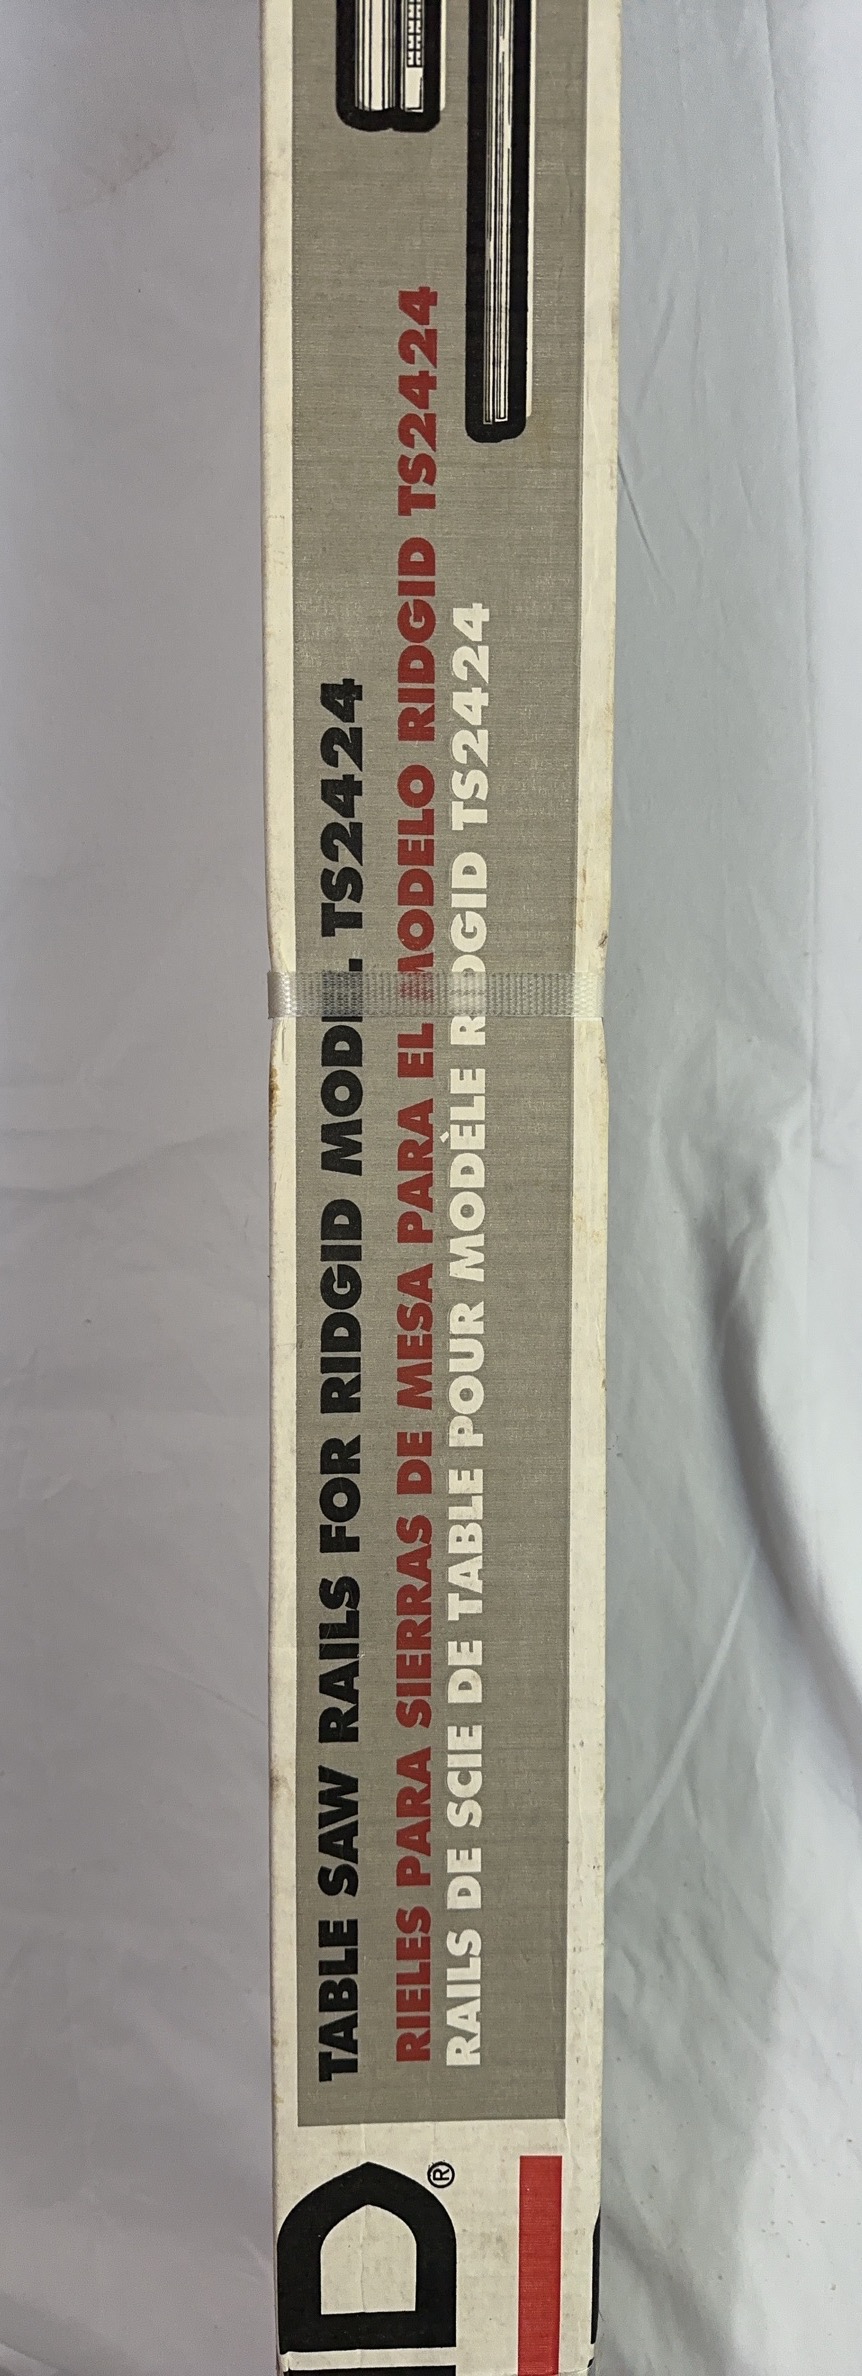 TABLE SAW RAILS FOR RIDGID MODEL TS2424
RIELES PARA SIERRAS DE MESA PARA EL MODELO RIDGID TS2424
RAILS DE SCIE DE TABLE POUR MODÈLE RIDGID TS2424
ID®